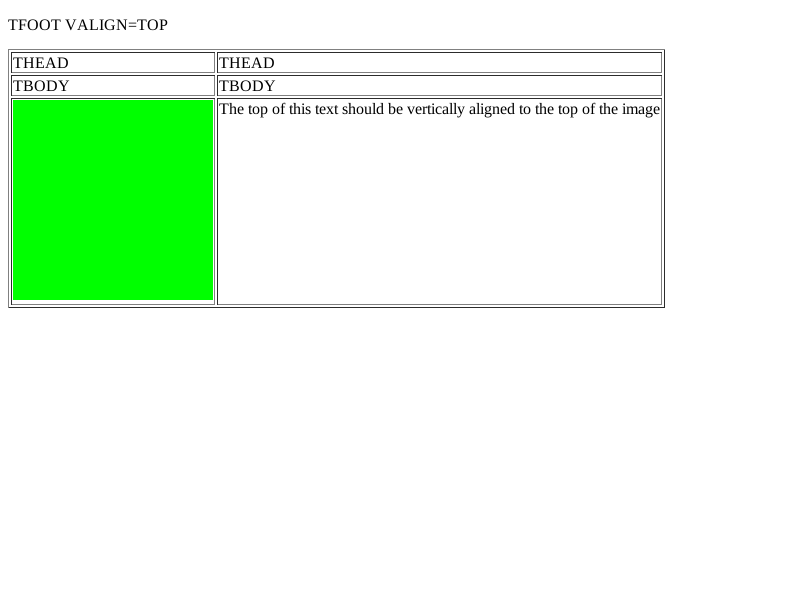 TFOOT VALIGN=TOP
THEAD THEAD
TBODY TBODY
The top of this text should be vertically aligned to the top of the image